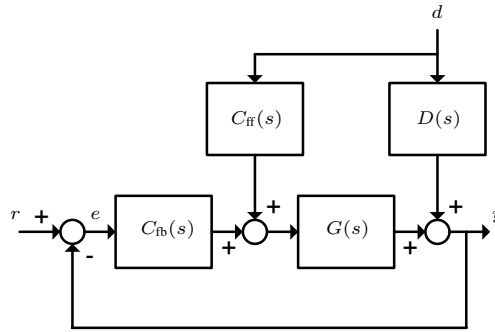 d
C_ff(s)
D(s)
+
+
r
+
e
C_fb(s)
+
G(s)
+
-